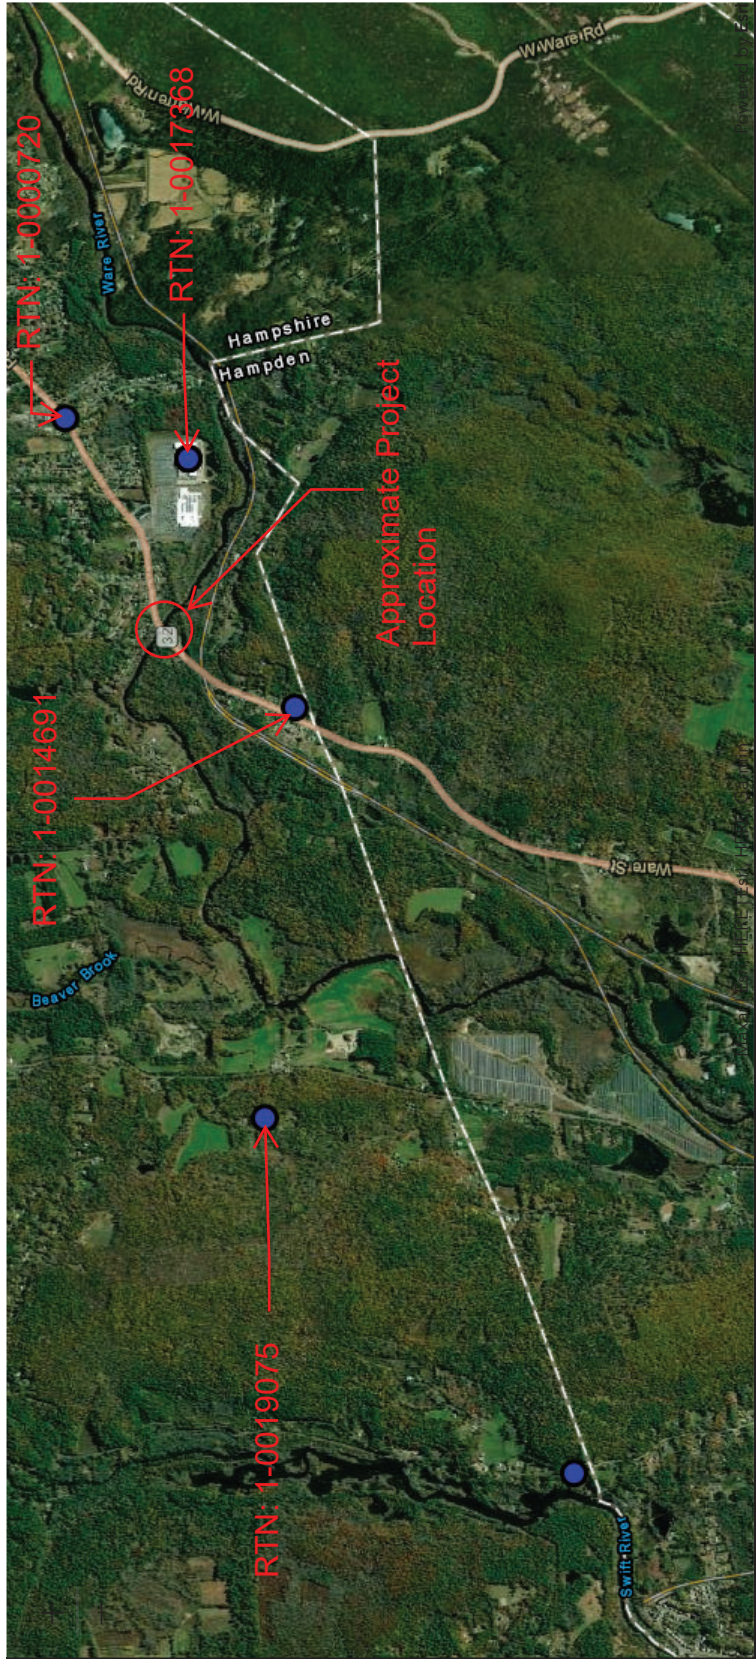 RTN: 1-0000720
RTN: 1-0017368
W Warren Rd
W Ware Rd
Ware River
Hampshire
Hampden
Approximate Project
Location
32
RTN: 1-0014691
Beaver Brook
Ware St
RTN: 1-0019075
Swift River